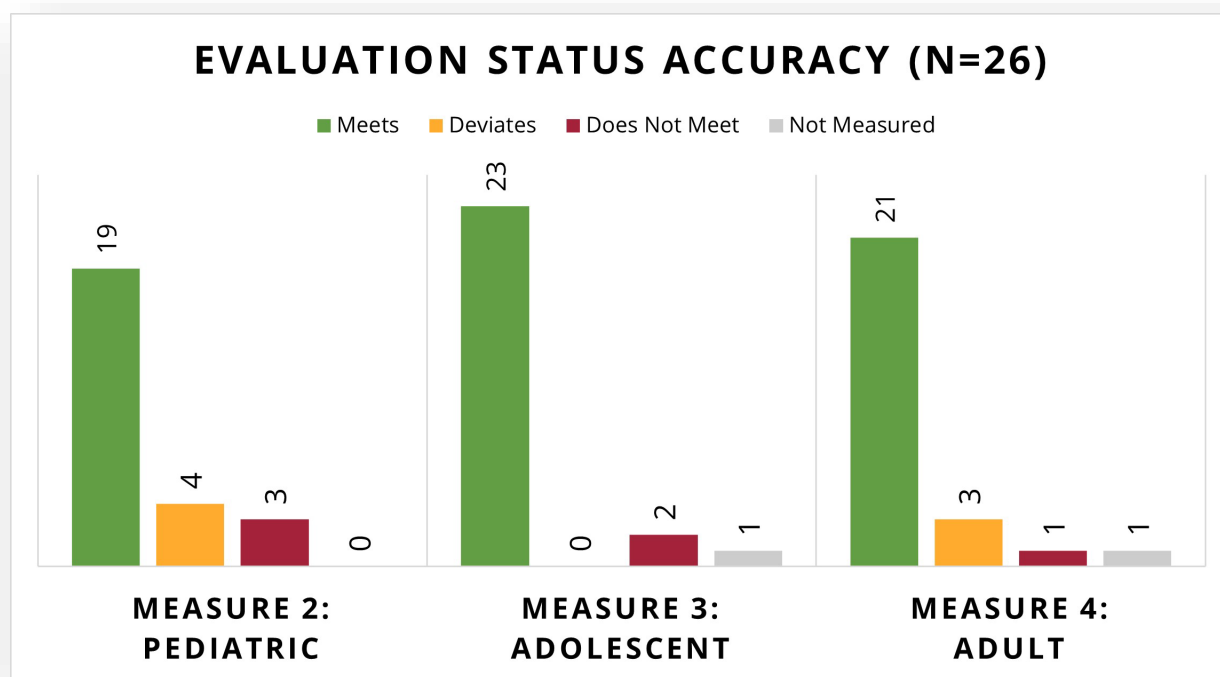 EVALUATION STATUS ACCURACY (N=26)
Meets Deviates Does Not Meet Not Measured
19
4
3
0
23
0
2
1
21
3
1
1
MEASURE 2:
PEDIATRIC
MEASURE 3:
ADOLESCENT
MEASURE 4:
ADULT